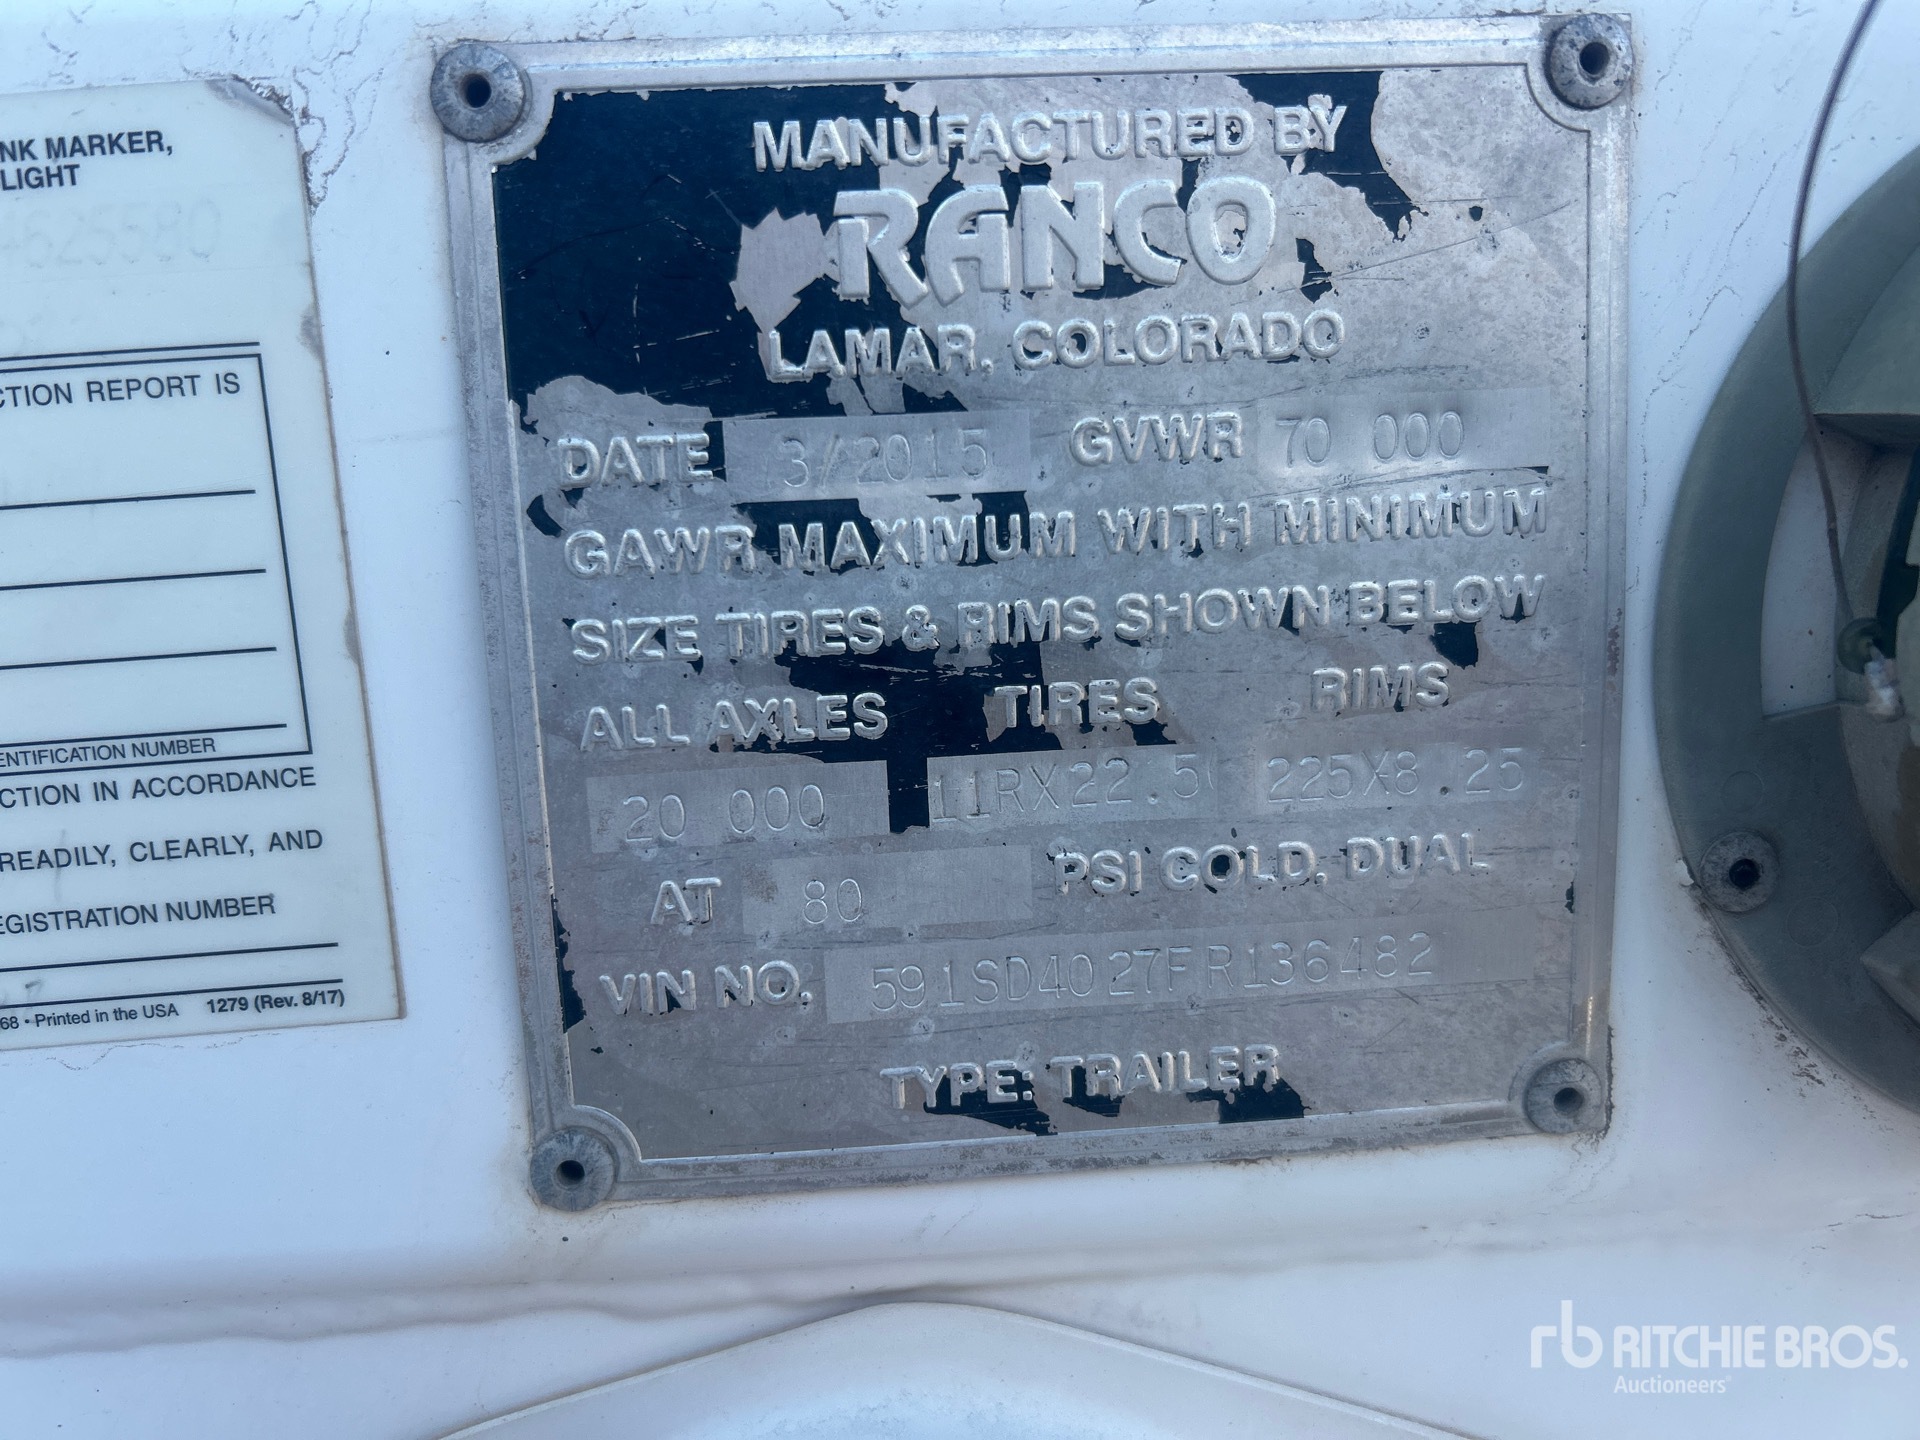 NK MARKER,
LIGHT
625580
CTION REPORT IS
ENTIFICATION NUMBER
CTION IN ACCORDANCE
READILY, CLEARLY, AND
EGISTRATION NUMBER
68 • Printed in the USA 1279 (Rev. 8/17)
MANUFACTURED BY
RANCO
LAMAR, COLORADO
DATE 3/2015 GVWR 70 000
GAWR MAXIMUM WITH MINIMUM
SIZE TIRES & RIMS SHOWN BELOW
ALL AXLES TIRES RIMS
20 000 11RX22.5 225X8.25
AT 80 PSI COLD, DUAL
VIN NO. 591SD4027FR136482
TYPE: TRAILER
rb RITCHIE BROS.
Auctioneers